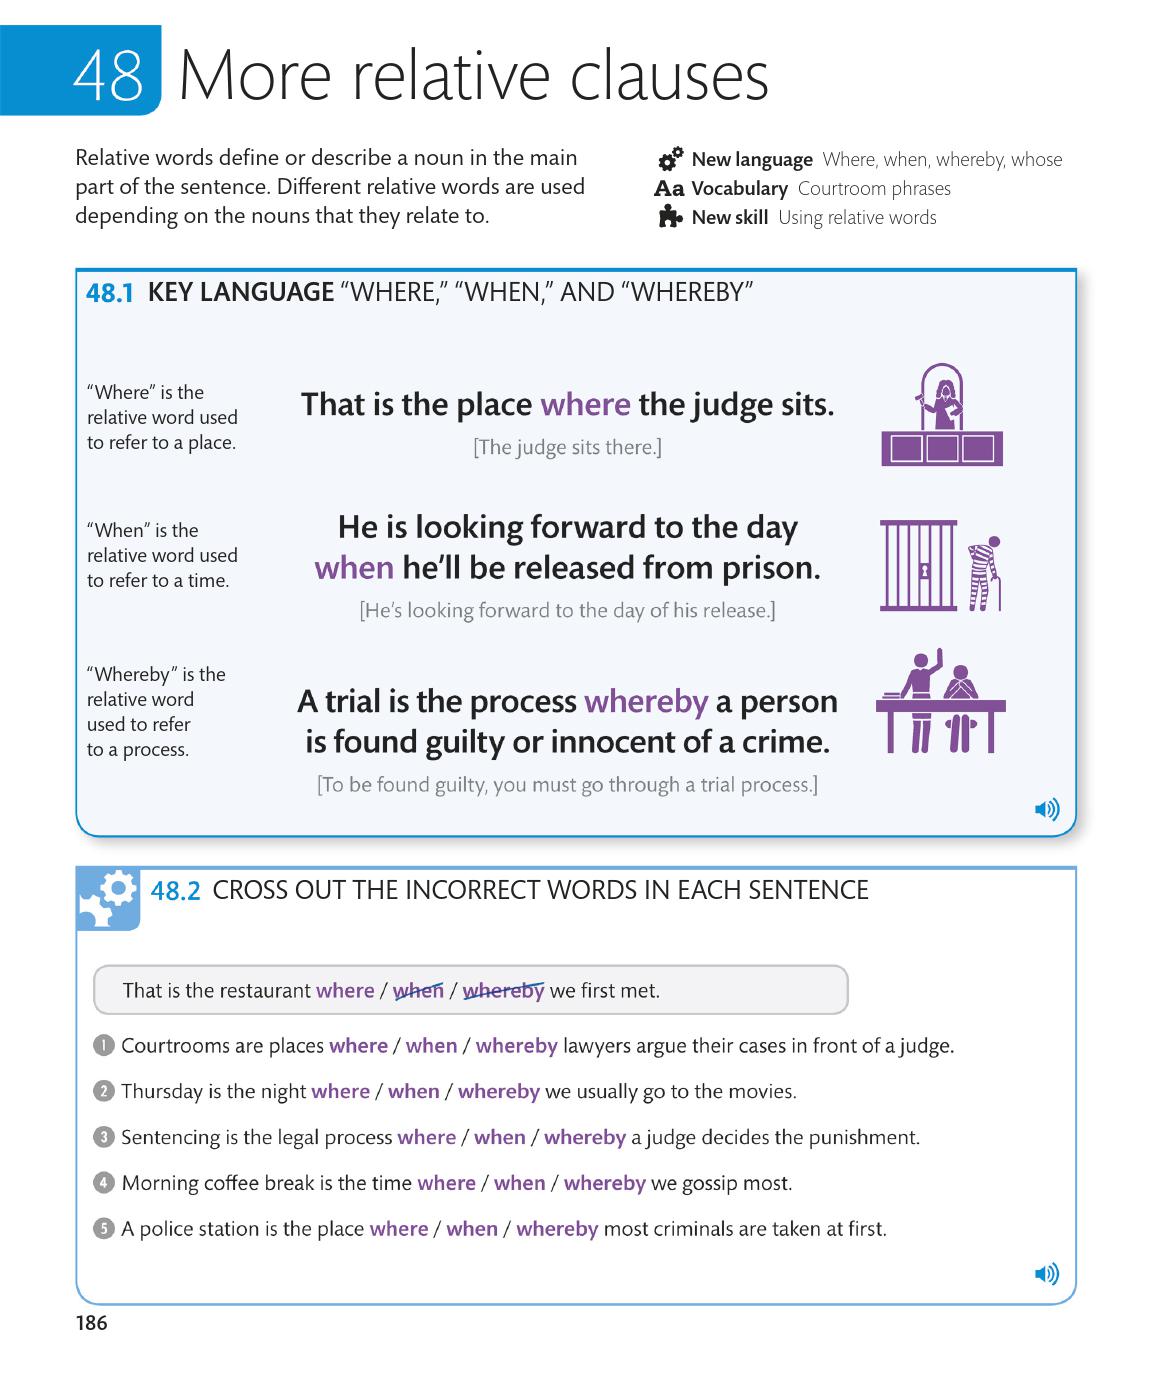 48 More relative clauses
Relative words define or describe a noun in the main
part of the sentence. Different relative words are used
depending on the nouns that they relate to.
New language Where, when, whereby, whose
Aa Vocabulary Courtroom phrases
New skill Using relative words
48.1 KEY LANGUAGE “WHERE,” “WHEN,” AND “WHEREBY”
“Where” is the
relative word used
to refer to a place.
That is the place where the judge sits.
[The judge sits there.]
“When” is the
relative word used
to refer to a time.
He is looking forward to the day
when he’ll be released from prison.
[He’s looking forward to the day of his release.]
“Whereby” is the
relative word
used to refer
to a process.
A trial is the process whereby a person
is found guilty or innocent of a crime.
[To be found guilty, you must go through a trial process.]
48.2 CROSS OUT THE INCORRECT WORDS IN EACH SENTENCE
That is the restaurant where / when / whereby we first met.
1 Courtrooms are places where / when / whereby lawyers argue their cases in front of a judge.
2 Thursday is the night where / when / whereby we usually go to the movies.
3 Sentencing is the legal process where / when / whereby a judge decides the punishment.
4 Morning coffee break is the time where / when / whereby we gossip most.
5 A police station is the place where / when / whereby most criminals are taken at first.
186